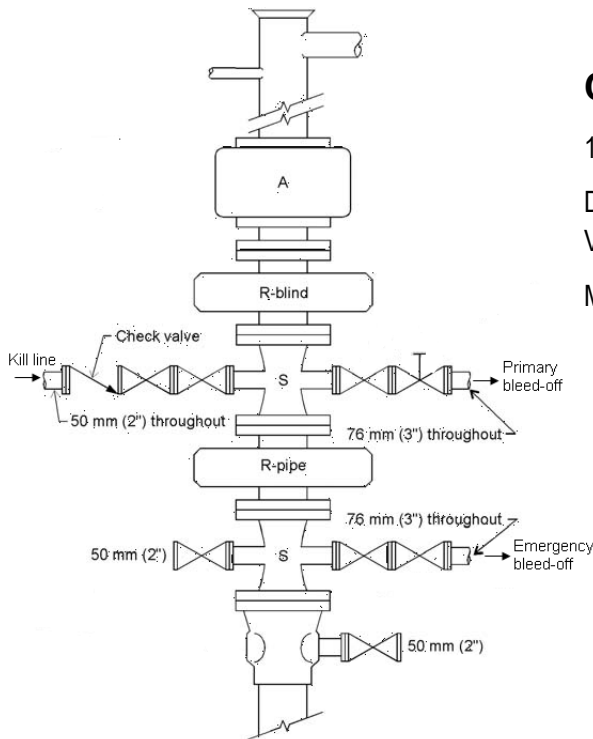 A
R-blind
Check valve
Kill line
S
Primary
bleed-off
50 mm (2") throughout
76 mm (3") throughout
R-pipe
76 mm (3") throughout
50 mm (2")
S
Emergency
bleed-off
50 mm (2")